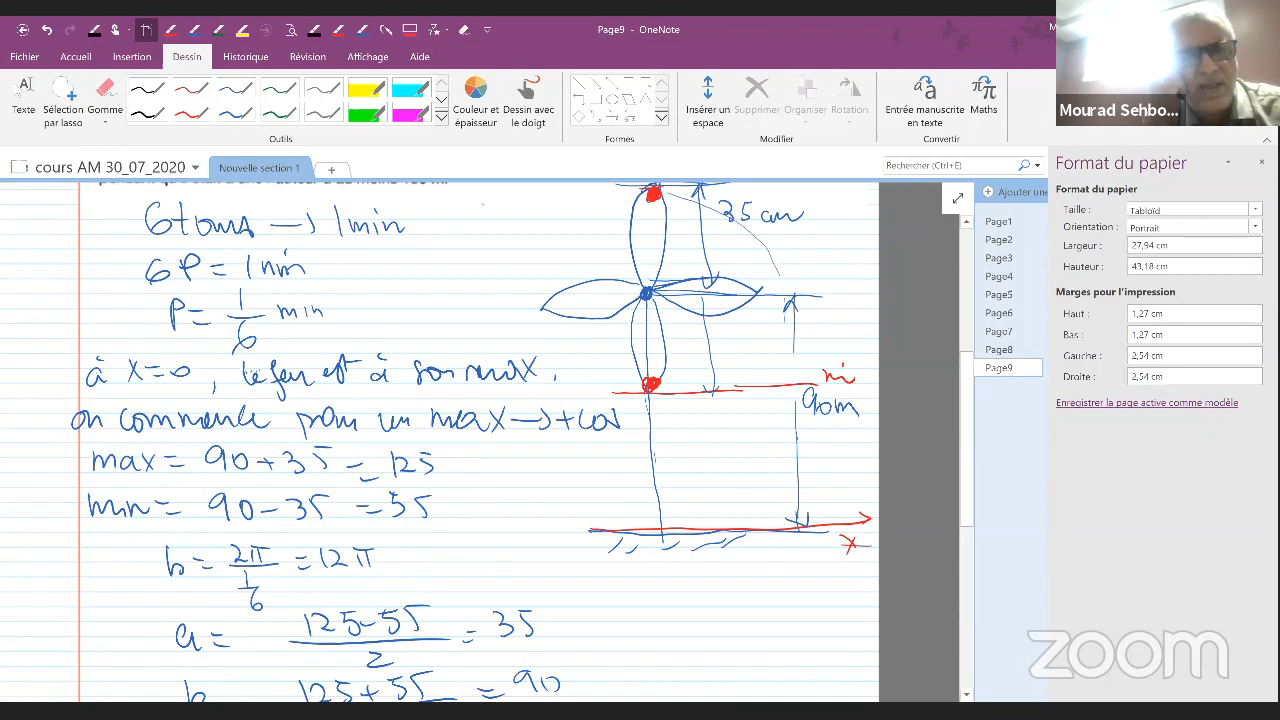 Page9 - OneNote
Fichier Accueil Insertion Dessin Historique Révision Affichage Aide
Texte
Sélection par lasso
Gomme
Couleur et épaisseur
Dessin avec le doigt
Insérer un espace
Supprimer
Organiser
Rotation
Entrée manuscrite en texte
Maths
Outils
Formes
Modifier
Convertir
Mourad Sehbo...
cours AM 30_07_2020
Nouvelle section 1
Rechercher (Ctrl+E)
6 tours → 1 min
6P = 1 min
P = 1/6 min
à x=0, le feu est à son max.
on commence pour un max → +cos
max = 90 + 35 = 125
min = 90 - 35 = 55
b = 2π / 1/6 = 12π
a = 125-55 / 2 = 35
125 + 55 = 90
35 cm
90m
x
Ajouter une
Page1
Page2
Page3
Page4
Page5
Page6
Page7
Page8
Page9
Format du papier
Format du papier
Taille : Tabloïd
Orientation : Portrait
Largeur : 27,94 cm
Hauteur : 43,18 cm
Marges pour l'impression
Haut : 1,27 cm
Bas : 1,27 cm
Gauche : 2,54 cm
Droite : 2,54 cm
Enregistrer la page active comme modèle
zoom